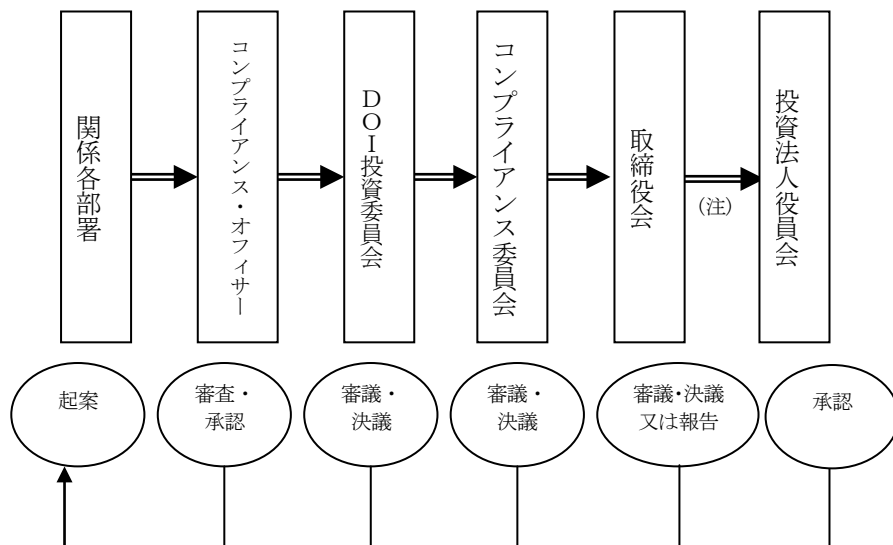 関係各部署
コンプライアンス・オフィサー
DOI投資委員会
コンプライアンス委員会
取締役会
(注)
投資法人役員会
起案
審査・
承認
審議・
決議
審議・
決議
審議・決議
又は報告
承認